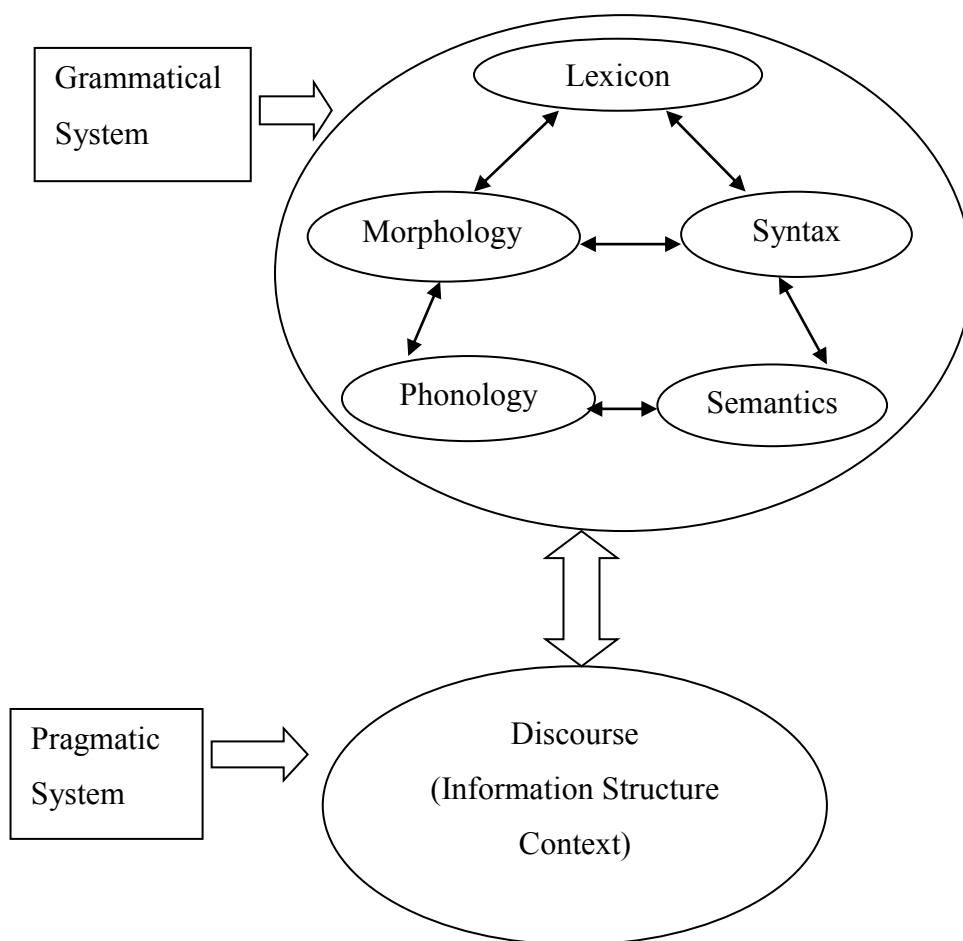 Grammatical
System
Lexicon
Morphology
Syntax
Phonology
Semantics
Pragmatic
System
Discourse
(Information Structure
Context)